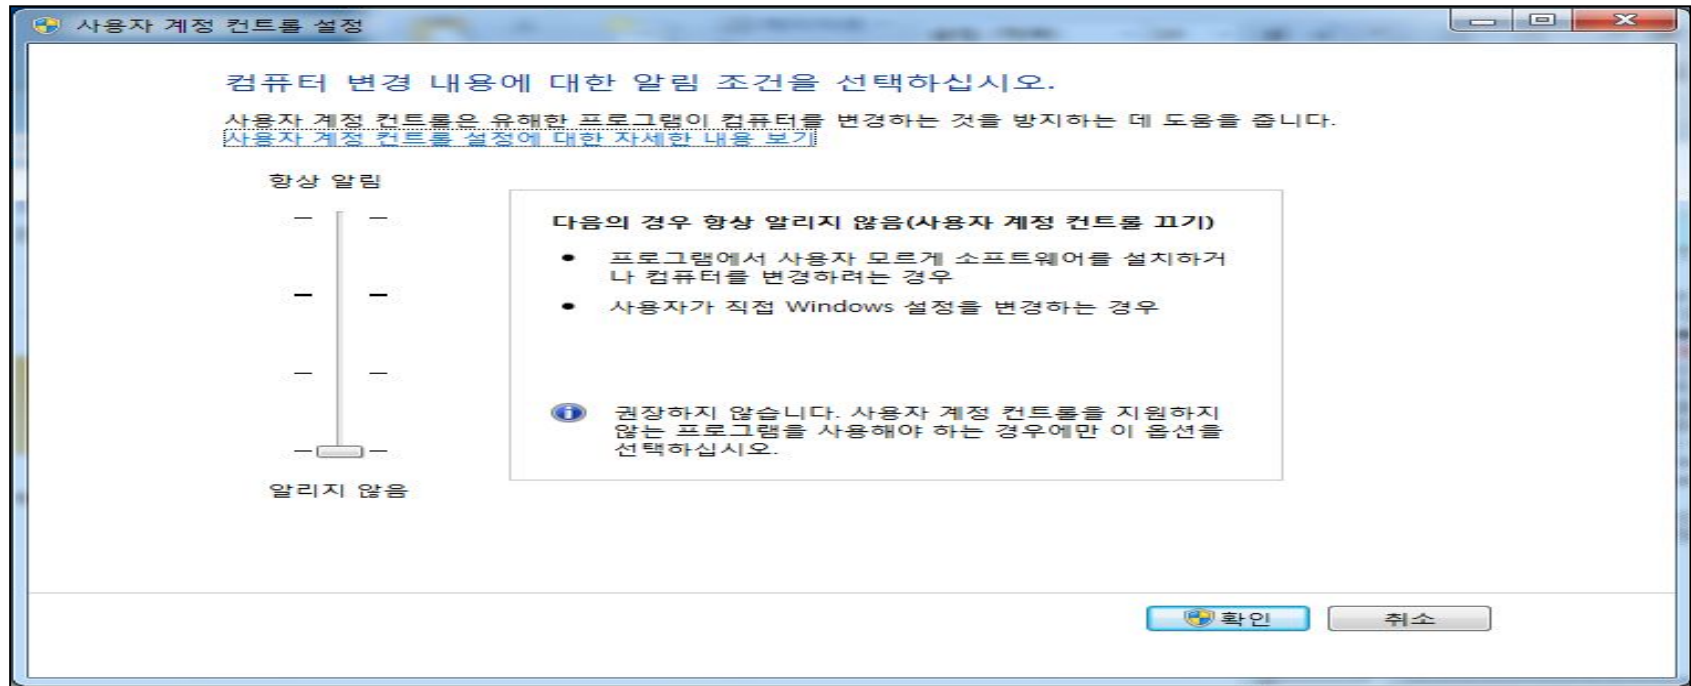 사용자 계정 컨트롤 설정
컴퓨터 변경 내용에 대한 알림 조건을 선택하십시오.
사용자 계정 컨트롤은 유해한 프로그램이 컴퓨터를 변경하는 것을 방지하는 데 도움을 줍니다.
사용자 계정 컨트롤 설정에 대한 자세한 내용 보기
항상 알림
다음의 경우 항상 알리지 않음(사용자 계정 컨트롤 끄기)
● 프로그램에서 사용자 모르게 소프트웨어를 설치하거
나 컴퓨터를 변경하려는 경우
● 사용자가 직접 Windows 설정을 변경하는 경우
권장하지 않습니다. 사용자 계정 컨트롤을 지원하지
않는 프로그램을 사용해야 하는 경우에만 이 옵션을
선택하십시오.
알리지 않음
확인
취소